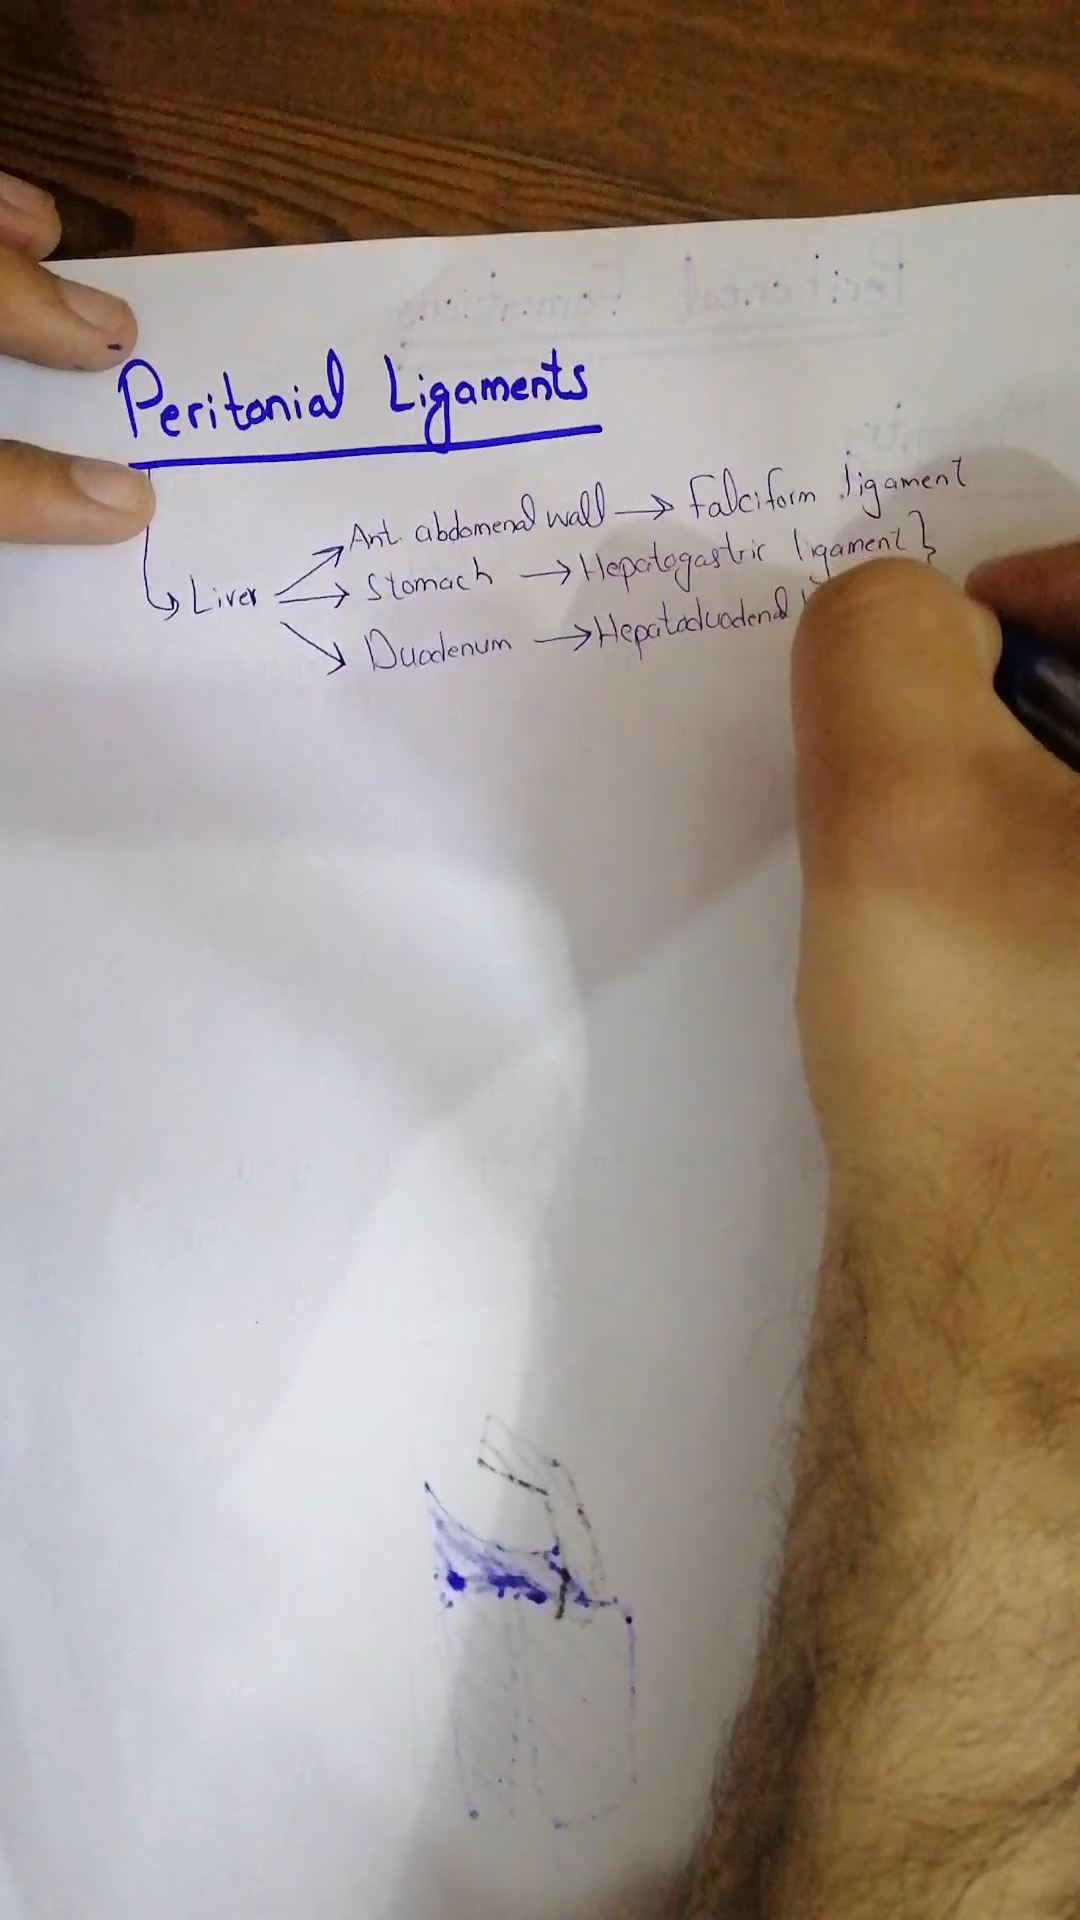 Peritonial Ligaments
Ant. abdomenal wall → Falciform ligament
Liver → Stomach → Hepatogastric ligament }
Duodenum → Hepatoduodenal